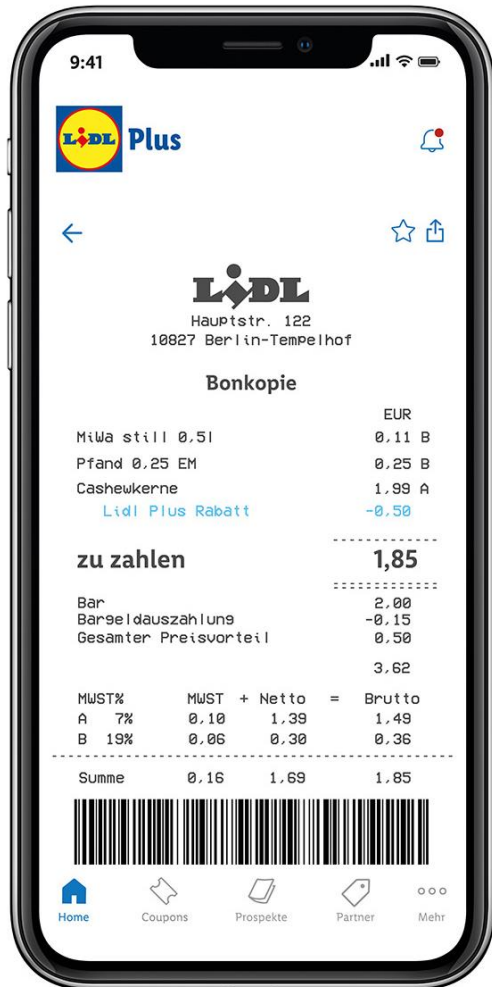 9:41
LiDL Plus
LiDL
Hauptstr. 122
10827 Berlin-Tempelhof
Bonkopie
EUR
MiWa still 0,5l 0,11 B
Pfand 0,25 EM 0,25 B
Cashewkerne 1,99 A
Lidl Plus Rabatt -0,50
zu zahlen 1,85
Bar 2,00
Bargeldauszahlung -0,15
Gesamter Preisvorteil 0,50
3,62
MWST% MWST + Netto = Brutto
A 7% 0,10 1,39 1,49
B 19% 0,06 0,30 0,36
Summe 0,16 1,69 1,85
Home Coupons Prospekte Partner Mehr